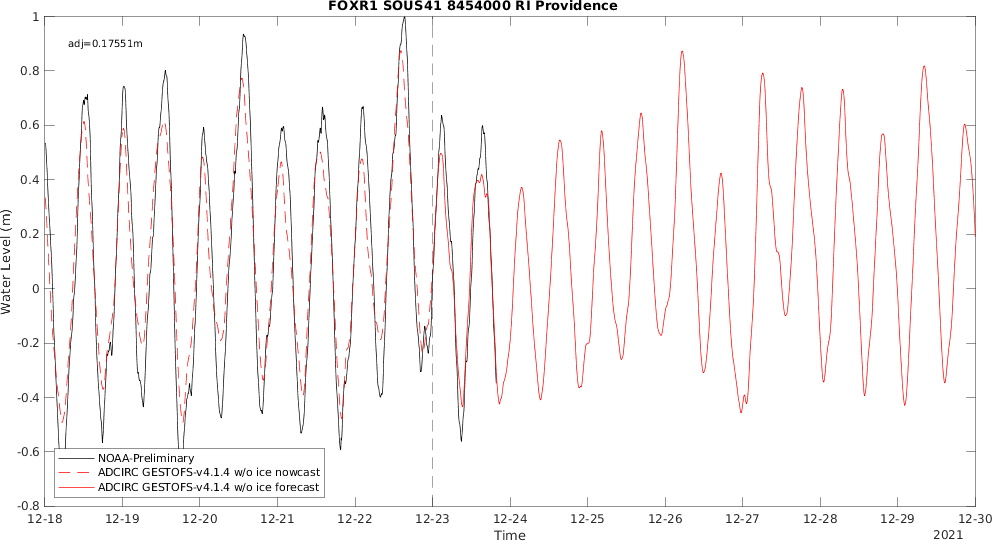 FOXR1 SOUS41 8454000 RI Providence
adj=0.17551m
1
0.8
0.6
0.4
0.2
0
-0.2
-0.4
-0.6
-0.8
Water Level (m)
NOAA-Preliminary
ADCIRC GESTOFS-v4.1.4 w/o ice nowcast
ADCIRC GESTOFS-v4.1.4 w/o ice forecast
12-18 12-19 12-20 12-21 12-22 12-23 12-24 12-25 12-26 12-27 12-28 12-29 12-30
Time
2021